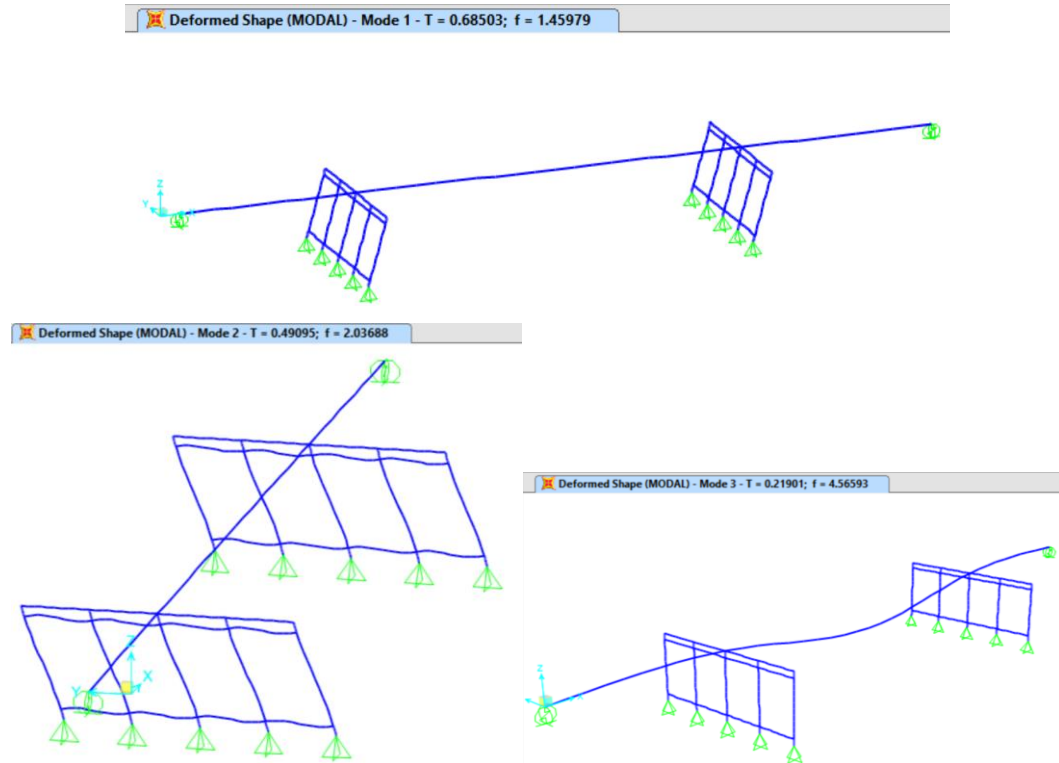 Deformed Shape (MODAL) - Mode 1 - T = 0.68503; f = 1.45979
Z
Y
Deformed Shape (MODAL) - Mode 2 - T = 0.49095; f = 2.03688
Z
Y
X
Deformed Shape (MODAL) - Mode 3 - T = 0.21901; f = 4.56593
Z